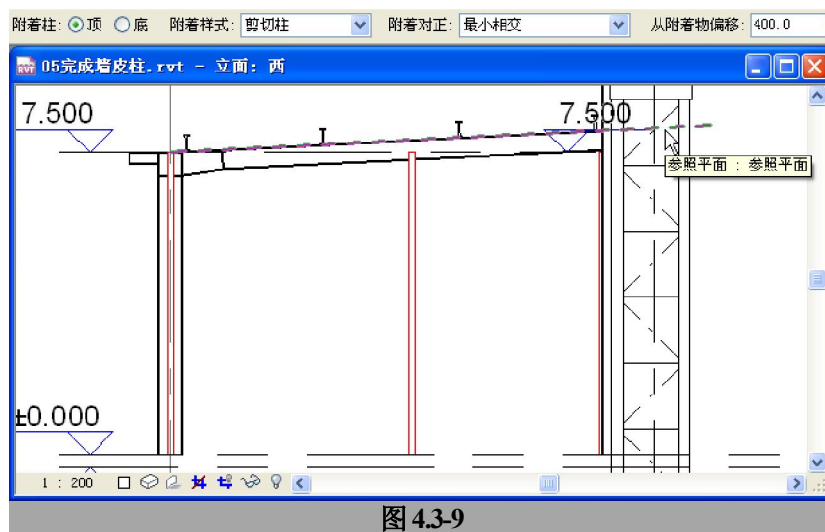 附着柱: 顶 底 附着样式: 剪切柱 附着对正: 最小相交 从附着物偏移: 400.0
05完成墙皮柱.rvt - 立面: 西
7.500 7.500
参照平面 : 参照平面
±0.000
1 : 200
图 4.3-9